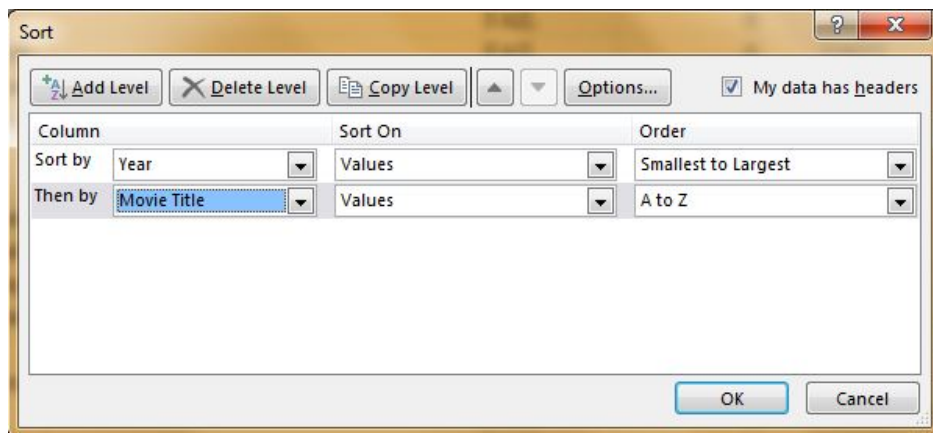 Sort
Add Level Delete Level Copy Level Options... My data has headers
Column Sort On Order
Sort by Year Values Smallest to Largest
Then by Movie Title Values A to Z
OK Cancel